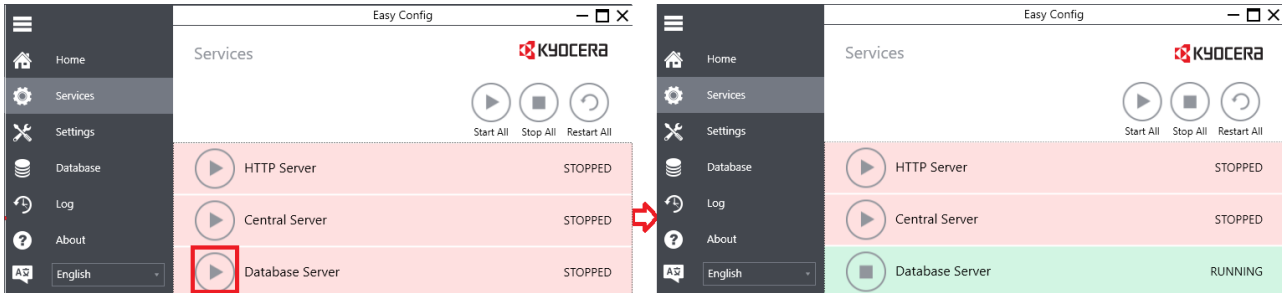 Easy Config
Services
KYOCERA
Home
Services
Start All Stop All Restart All
Settings
Database
HTTP Server STOPPED
Log
Central Server STOPPED
About
English
Database Server STOPPED
Easy Config
Services
KYOCERA
Home
Services
Start All Stop All Restart All
Settings
Database
HTTP Server STOPPED
Log
Central Server STOPPED
About
English
Database Server RUNNING